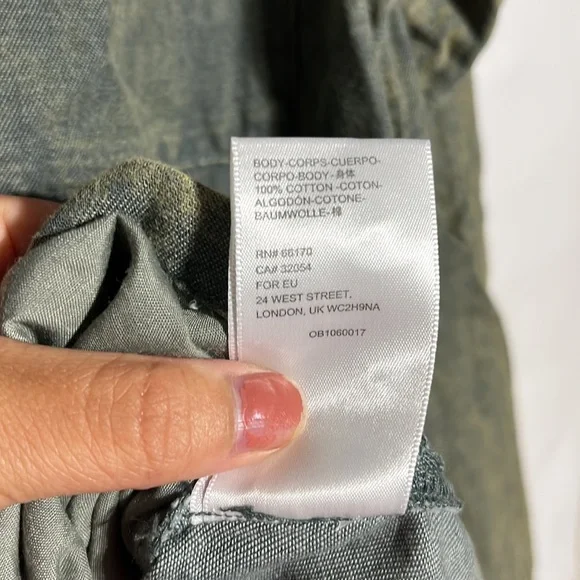 BODY-CORPS-CUERPO-
CORPO-BODY-身体
100% COTTON -COTON-
ALGODÓN-COTONE-
BAUMWOLLE-棉
RN# 66170
CA# 32054
FOR EU
24 WEST STREET,
LONDON, UK WC2H9NA
OB1060017